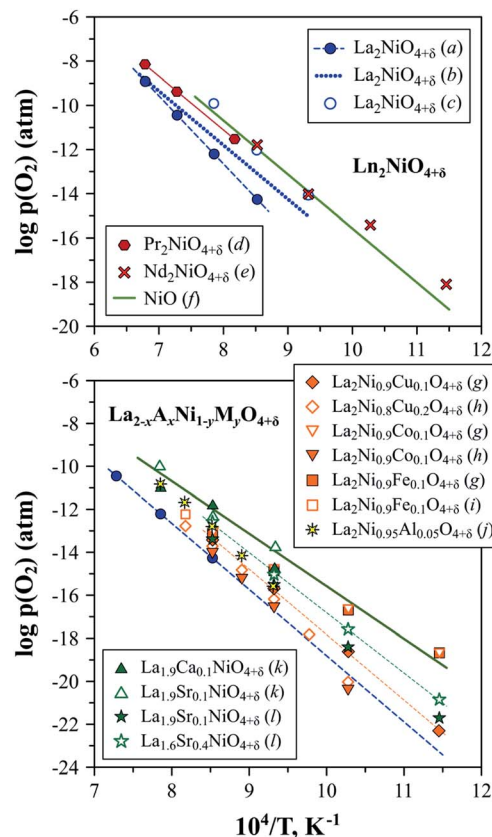 -6
-8
-10
-12
-14
-16
-18
-20
log p(O₂) (atm)
La₂NiO₄₊δ (a)
La₂NiO₄₊δ (b)
La₂NiO₄₊δ (c)
Ln₂NiO₄₊δ
Pr₂NiO₄₊δ (d)
Nd₂NiO₄₊δ (e)
NiO (f)
6 7 8 9 10 11 12
La₂Ni₀.₉Cu₀.₁O₄₊δ (g)
La₂Ni₀.₈Cu₀.₂O₄₊δ (h)
La₂Ni₀.₉Co₀.₁O₄₊δ (g)
La₂Ni₀.₉Co₀.₁O₄₊δ (h)
La₂Ni₀.₉Fe₀.₁O₄₊δ (g)
La₂Ni₀.₉Fe₀.₁O₄₊δ (i)
La₂Ni₀.₉₅Al₀.₀₅O₄₊δ (j)
La₂₋ₓAₓNi₁₋yMyO₄₊δ
-6
-8
-10
-12
-14
-16
-18
-20
-22
-24
log p(O₂) (atm)
La₁.₉Ca₀.₁NiO₄₊δ (k)
La₁.₉Sr₀.₁NiO₄₊δ (k)
La₁.₉Sr₀.₁NiO₄₊δ (l)
La₁.₆Sr₀.₄NiO₄₊δ (l)
7 8 9 10 11 12
10⁴/T, K⁻¹